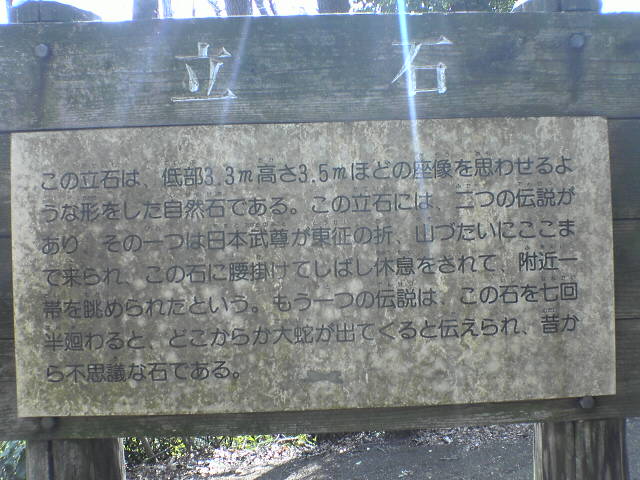 立石
この立石は、低部3.3m高さ3.5mほどの座像を思わせるよ
うな形をした自然石である。この立石には、二つの伝説が
あり、その一つは日本武尊が東征の折、山づたいにここま
で来られ、この石に腰掛けてしばし休息をされて、附近一
帯を眺められたという。もう一つの伝説は、この石を七回
半廻わると、どこからか大蛇が出てくると伝えられ、昔か
ら不思議な石である。